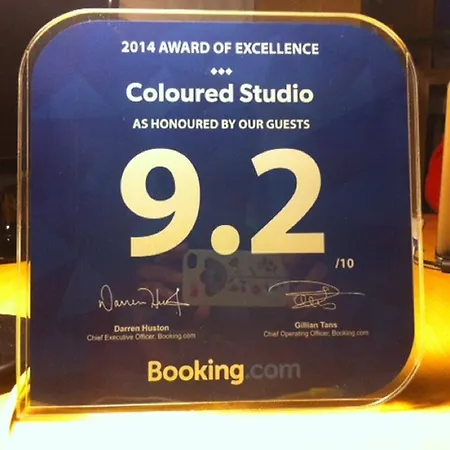 2014 AWARD OF EXCELLENCE
Coloured Studio
AS HONOURED BY OUR GUESTS
9.2
/10
Darren Huston
Gillian Tans
Chief Executive Officer, Booking.com
Chief Operating Officer, Booking.com
Booking.com